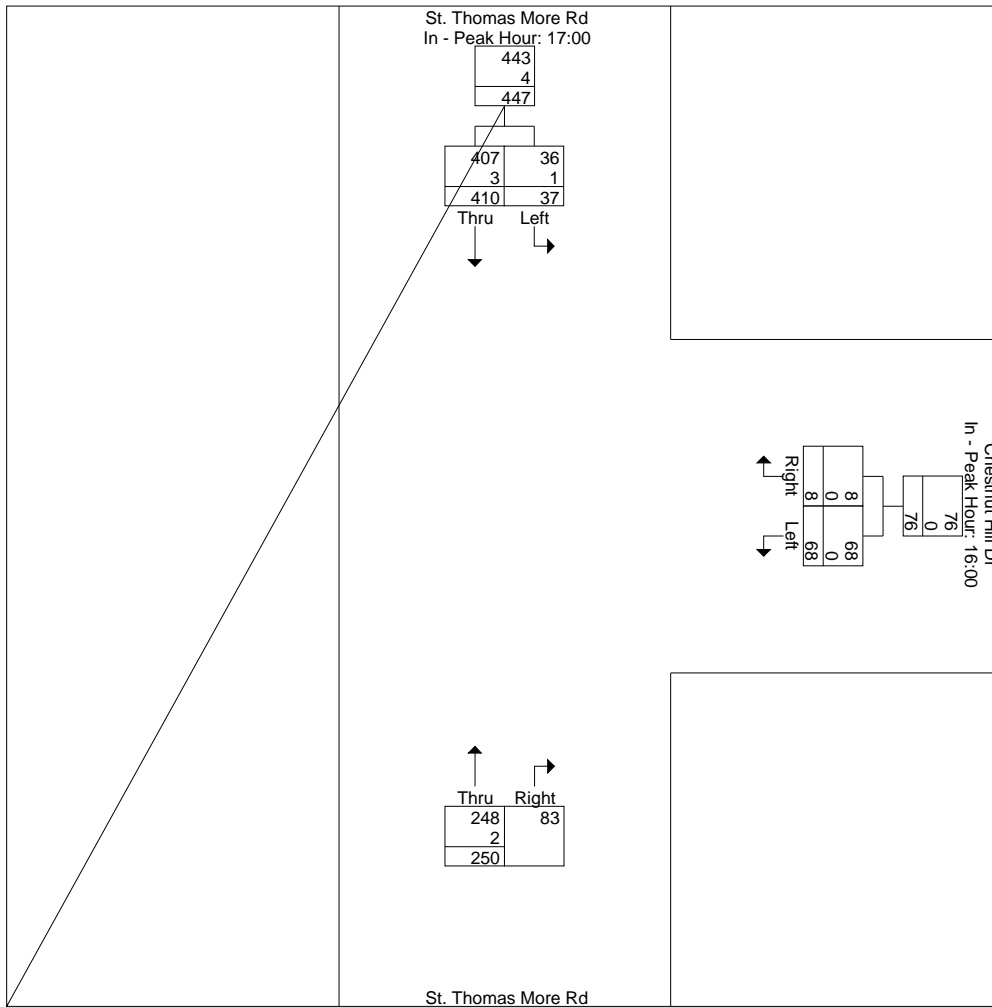 St. Thomas More Rd
In - Peak Hour: 17:00
443
4
447
407 36
3 1
410 37
Thru Left
Chestnut Hill Dr
In - Peak Hour: 16:00
76
0
76
8 68
0 0
8 68
Right Left
Thru Right
248 83
2
250
St. Thomas More Rd